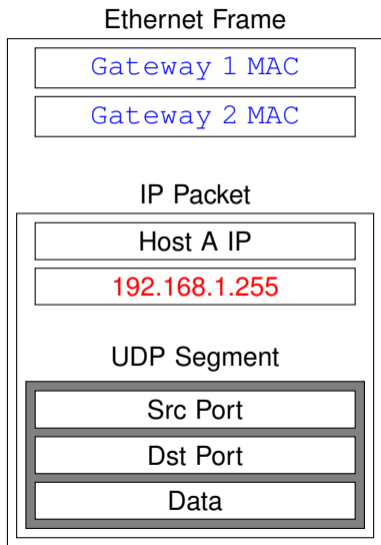 Ethernet Frame
Gateway 1 MAC
Gateway 2 MAC
IP Packet
Host A IP
192.168.1.255
UDP Segment
Src Port
Dst Port
Data